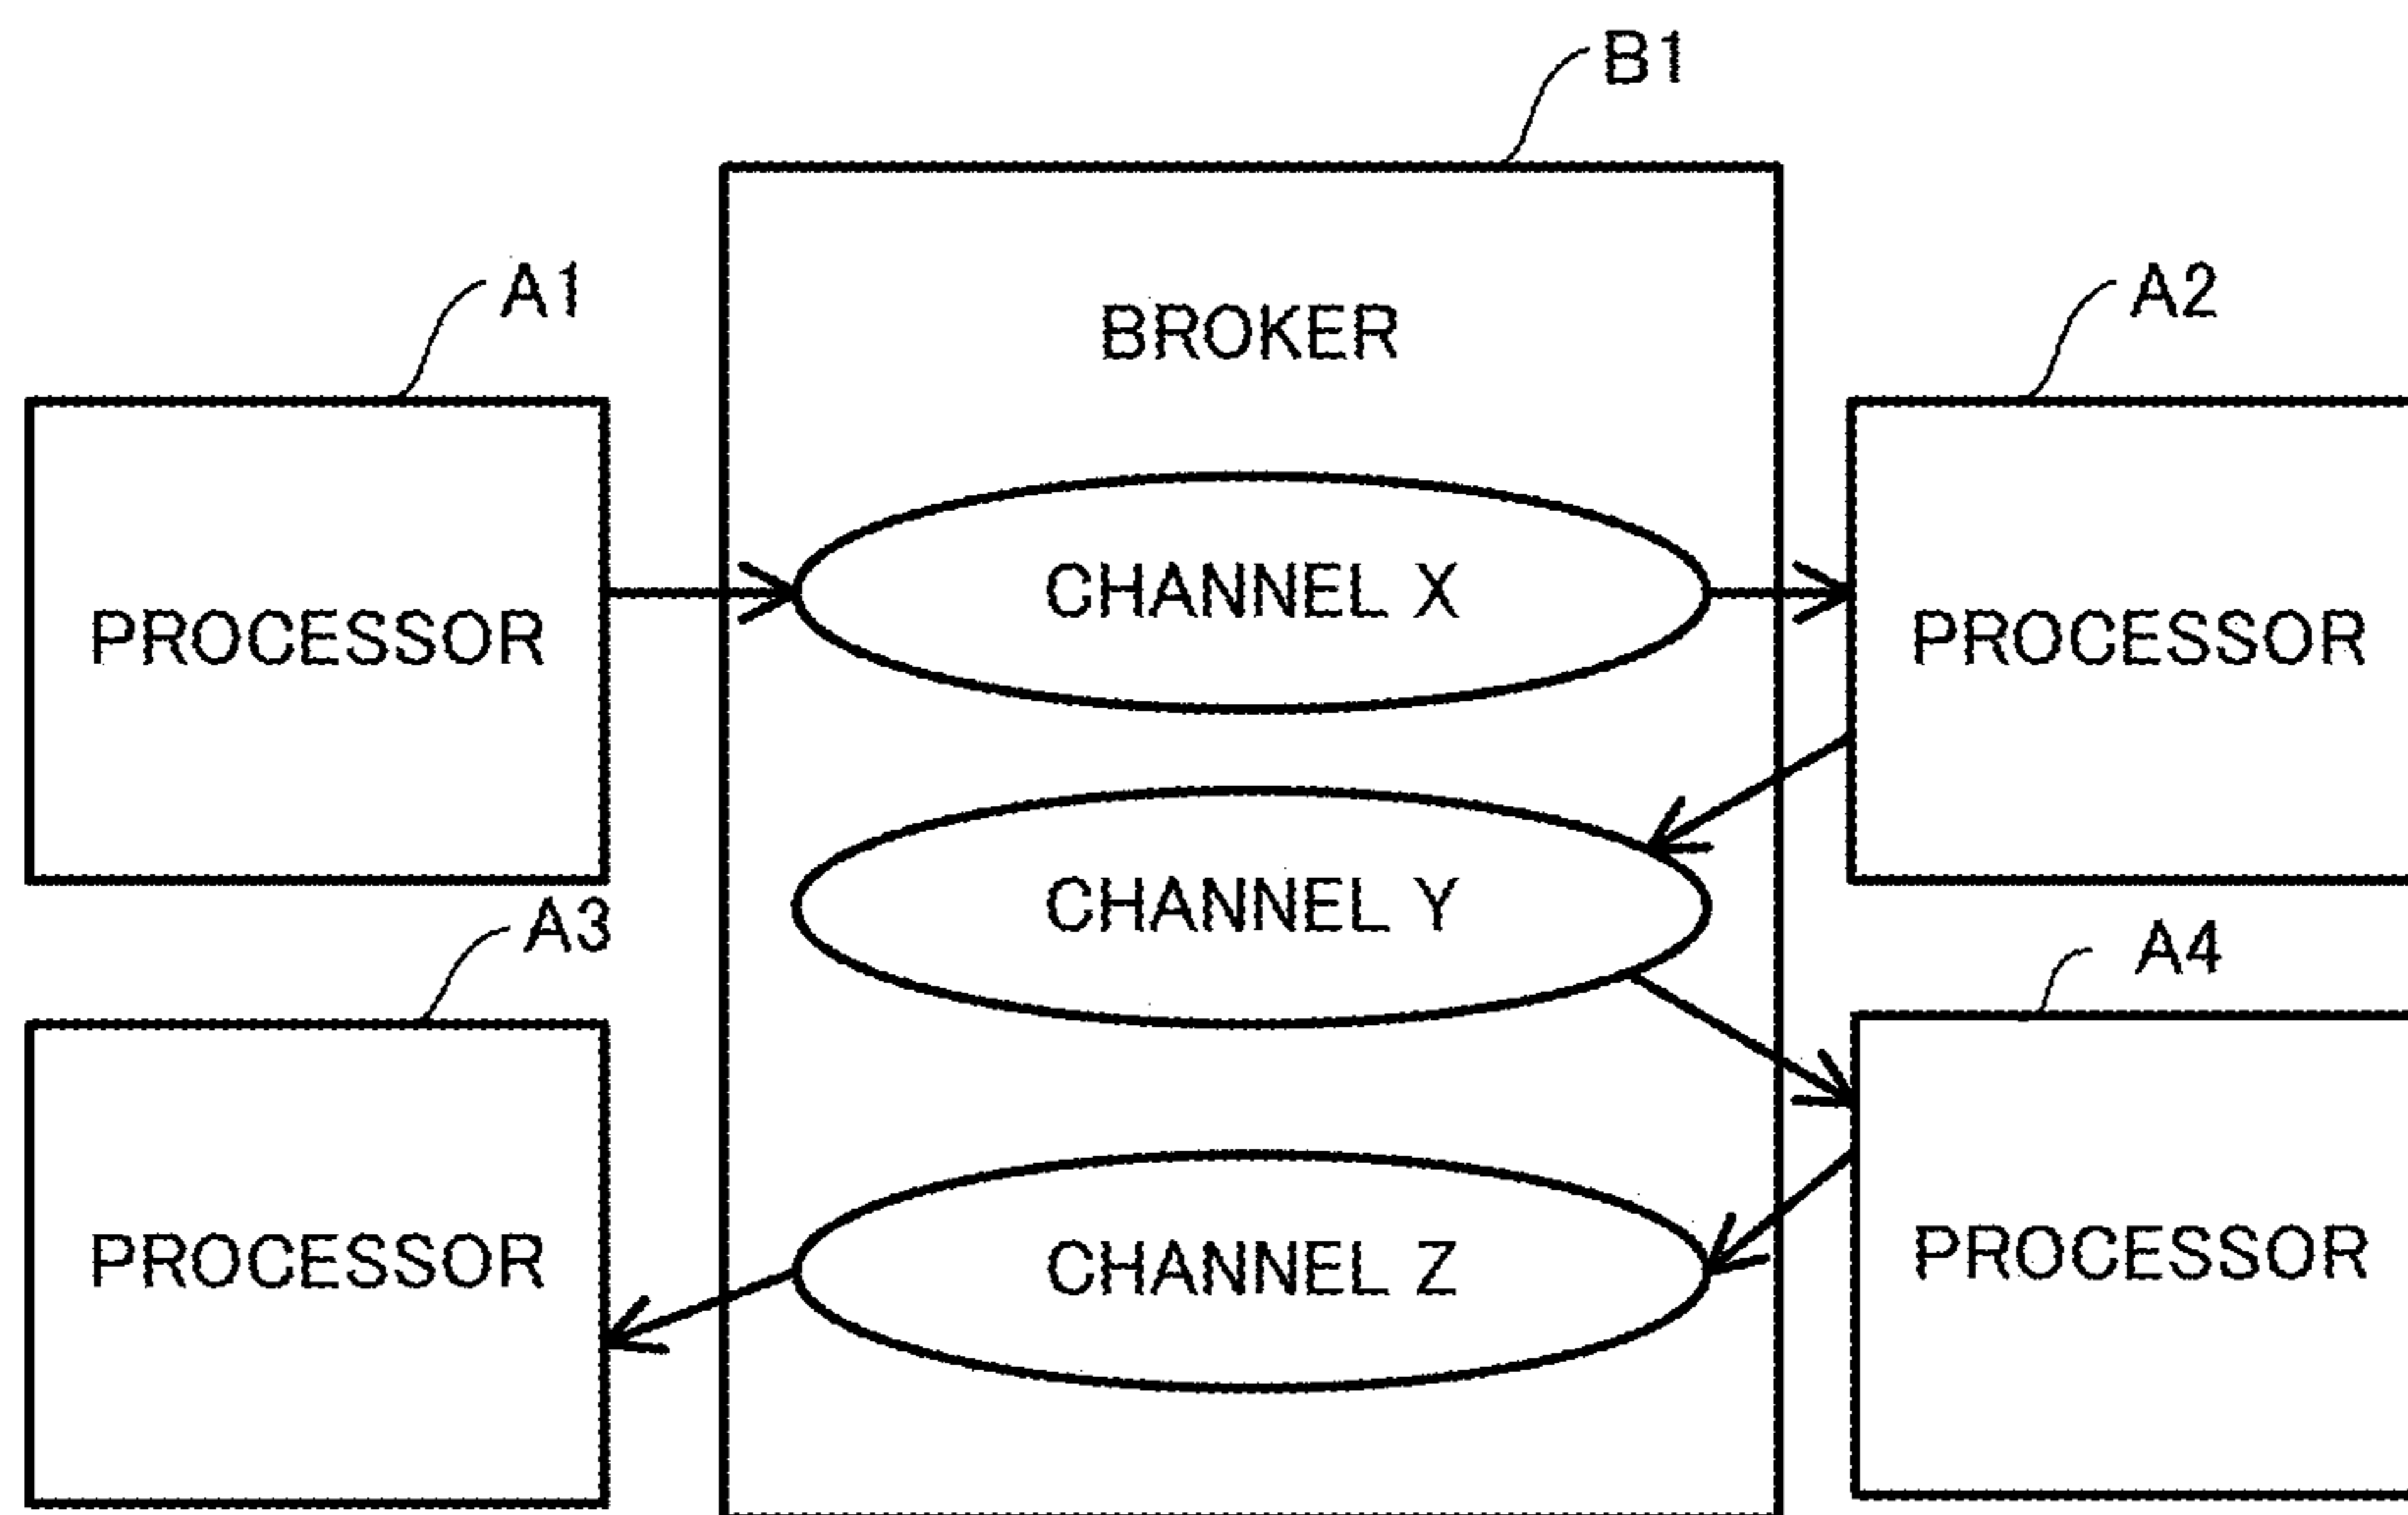 B1
A1
A2
BROKER
CHANNEL X
PROCESSOR
PROCESSOR
CHANNEL Y
A3
A4
CHANNEL Z
PROCESSOR
PROCESSOR